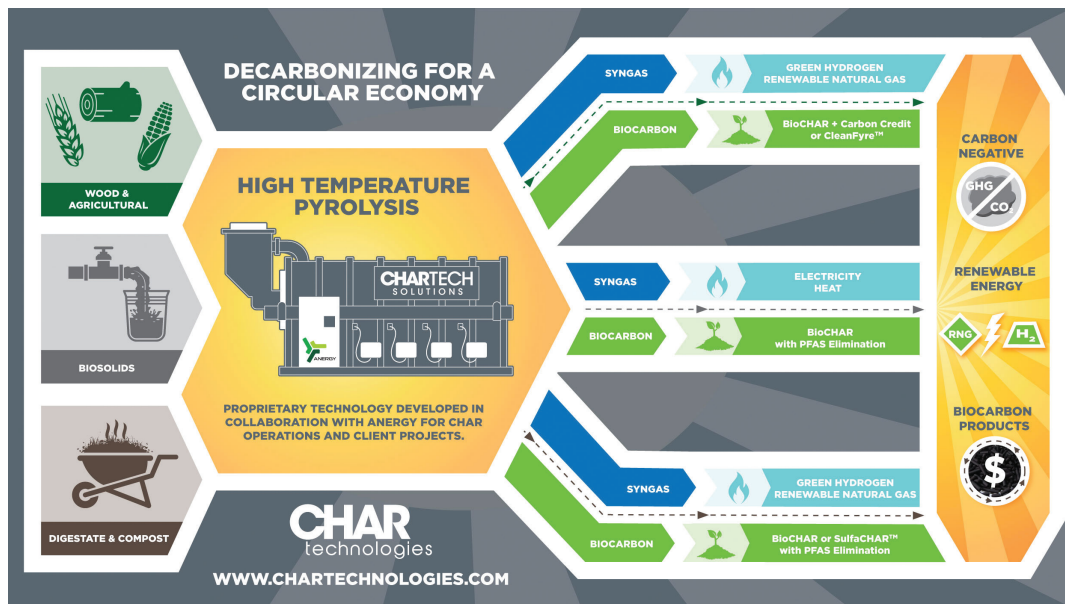 DECARBONIZING FOR A
CIRCULAR ECONOMY
WOOD &
AGRICULTURAL
BIOSOLIDS
DIGESTATE & COMPOST
HIGH TEMPERATURE
PYROLYSIS
CHARTECH
SOLUTIONS
ANERGY
PROPRIETARY TECHNOLOGY DEVELOPED IN
COLLABORATION WITH ANERGY FOR CHAR
OPERATIONS AND CLIENT PROJECTS.
CHAR
technologies
WWW.CHARTECHNOLOGIES.COM
SYNGAS
GREEN HYDROGEN
RENEWABLE NATURAL GAS
BIOCARBON
BioCHAR + Carbon Credit
or CleanFyre™
SYNGAS
ELECTRICITY
HEAT
BIOCARBON
BioCHAR
with PFAS Elimination
SYNGAS
GREEN HYDROGEN
RENEWABLE NATURAL GAS
BIOCARBON
BioCHAR or SulfaCHAR™
with PFAS Elimination
CARBON
NEGATIVE
GHG
CO₂
RENEWABLE
ENERGY
RNG
H₂
BIOCARBON
PRODUCTS
$